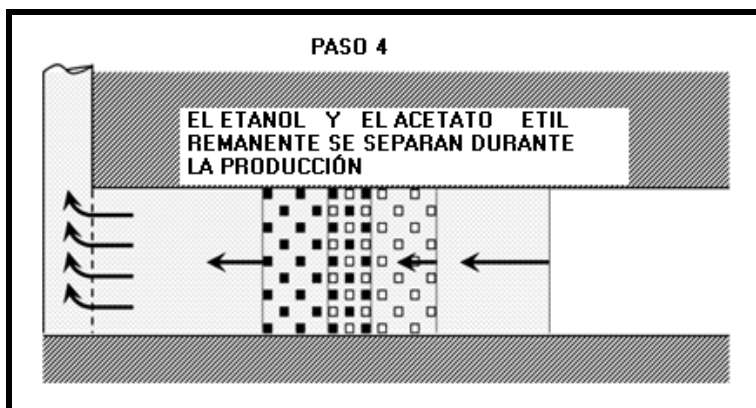 PASO 4
EL ETANOL Y EL ACETATO ETIL
REMANENTE SE SEPARAN DURANTE
LA PRODUCCIÓN